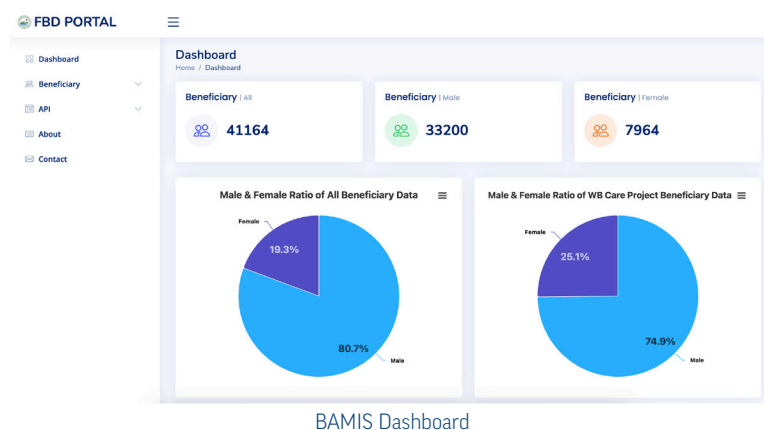 FBD PORTAL
Dashboard
Beneficiary
API
About
Contact
Dashboard
Home / Dashboard
Beneficiary | All
41164
Beneficiary | Male
33200
Beneficiary | Female
7964
Male & Female Ratio of All Beneficiary Data
Female
19.3%
80.7%
Male
Male & Female Ratio of WB Care Project Beneficiary Data
Female
25.1%
74.9%
Male
BAMIS Dashboard